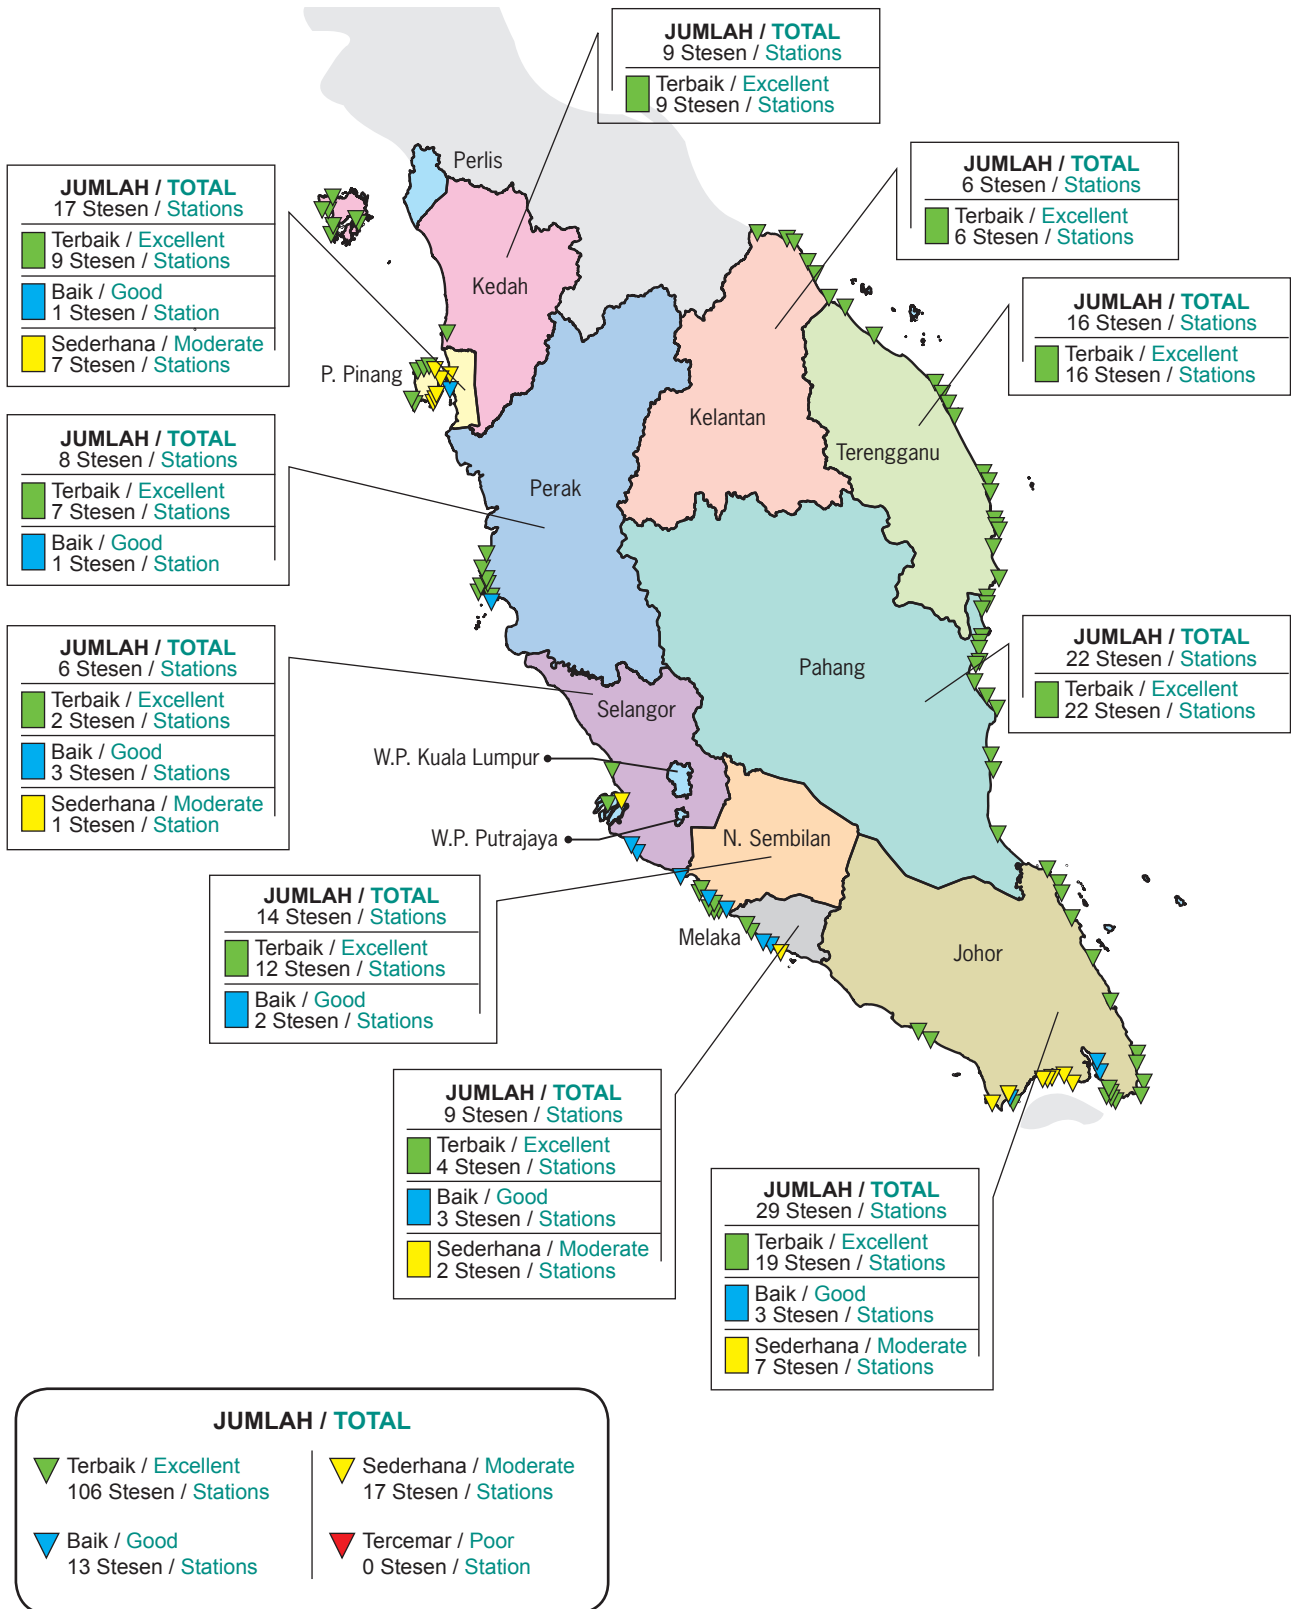 JUMLAH / TOTAL
9 Stesen / Stations
Terbaik / Excellent
9 Stesen / Stations
JUMLAH / TOTAL
6 Stesen / Stations
Terbaik / Excellent
6 Stesen / Stations
JUMLAH / TOTAL
17 Stesen / Stations
Terbaik / Excellent
9 Stesen / Stations
Baik / Good
1 Stesen / Station
Sederhana / Moderate
7 Stesen / Stations
JUMLAH / TOTAL
16 Stesen / Stations
Terbaik / Excellent
16 Stesen / Stations
Perlis
Kedah
P. Pinang
Kelantan
Terengganu
Perak
JUMLAH / TOTAL
8 Stesen / Stations
Terbaik / Excellent
7 Stesen / Stations
Baik / Good
1 Stesen / Station
JUMLAH / TOTAL
6 Stesen / Stations
Terbaik / Excellent
2 Stesen / Stations
Baik / Good
3 Stesen / Stations
Sederhana / Moderate
1 Stesen / Station
JUMLAH / TOTAL
22 Stesen / Stations
Terbaik / Excellent
22 Stesen / Stations
Pahang
Selangor
W.P. Kuala Lumpur
W.P. Putrajaya
N. Sembilan
Melaka
Johor
JUMLAH / TOTAL
14 Stesen / Stations
Terbaik / Excellent
12 Stesen / Stations
Baik / Good
2 Stesen / Stations
JUMLAH / TOTAL
9 Stesen / Stations
Terbaik / Excellent
4 Stesen / Stations
Baik / Good
3 Stesen / Stations
Sederhana / Moderate
2 Stesen / Stations
JUMLAH / TOTAL
29 Stesen / Stations
Terbaik / Excellent
19 Stesen / Stations
Baik / Good
3 Stesen / Stations
Sederhana / Moderate
7 Stesen / Stations
JUMLAH / TOTAL
Terbaik / Excellent
106 Stesen / Stations
Baik / Good
13 Stesen / Stations
Sederhana / Moderate
17 Stesen / Stations
Tercemar / Poor
0 Stesen / Station